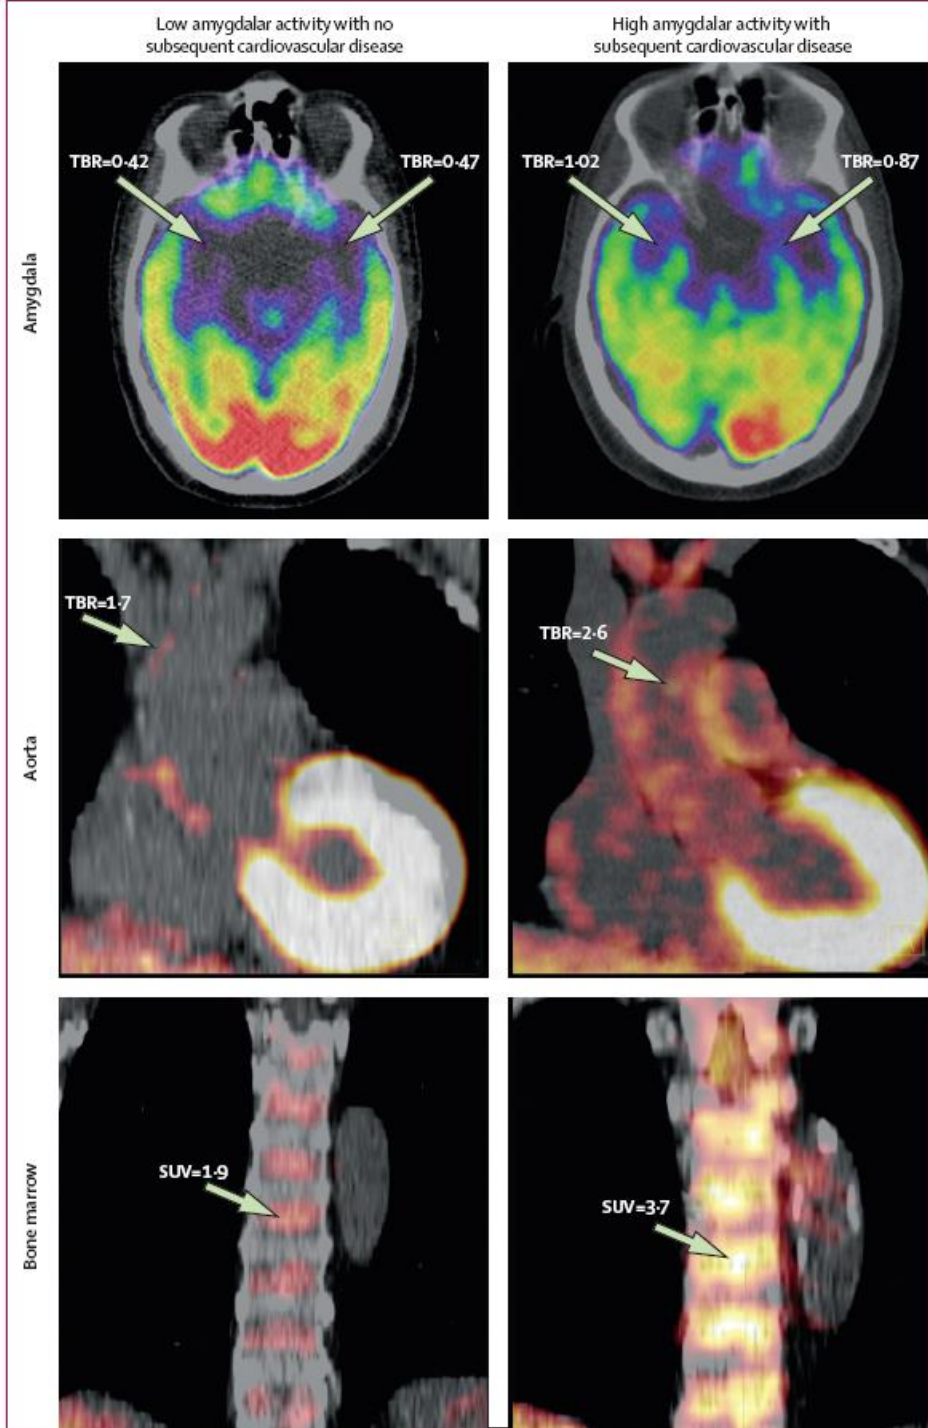 Low amygdalar activity with no
subsequent cardiovascular disease
High amygdalar activity with
subsequent cardiovascular disease
Amygdala
TBR=0·42
TBR=0·47
TBR=1·02
TBR=0·87
Aorta
TBR=1·7
TBR=2·6
Bone marrow
SUV=1·9
SUV=3·7